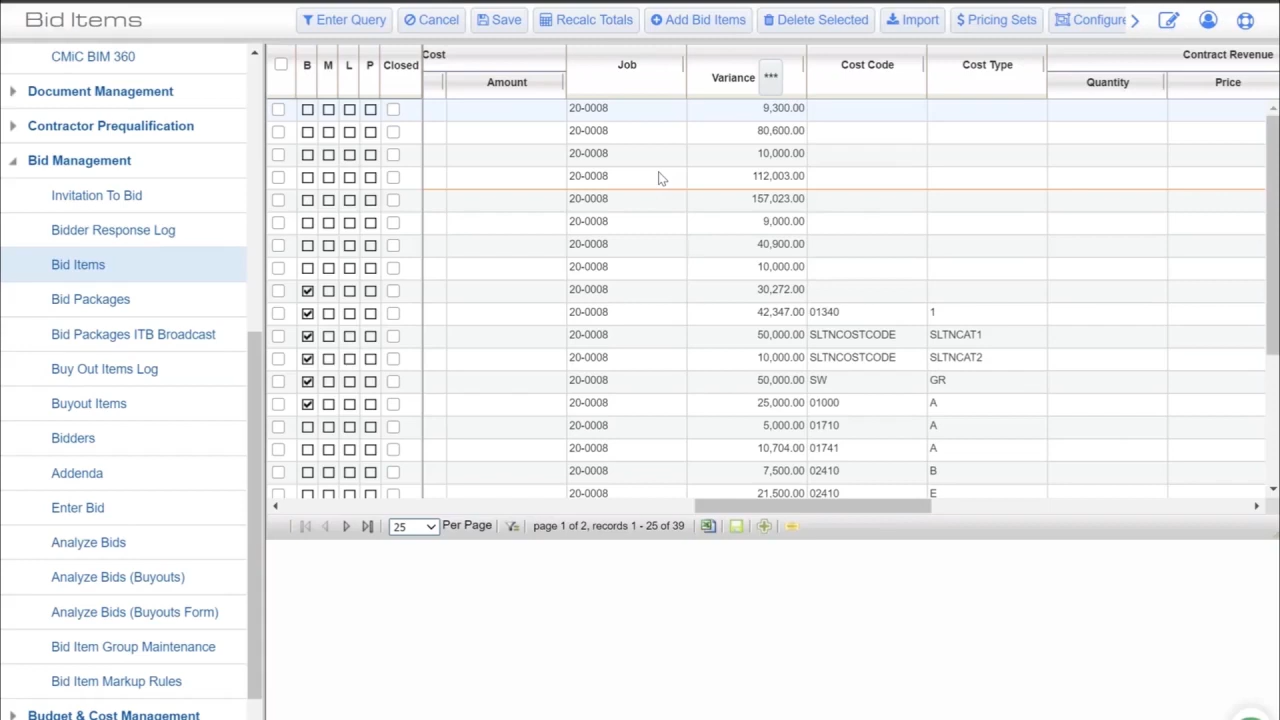 Bid Items
Enter Query Cancel Save Recalc Totals Add Bid Items Delete Selected Import $ Pricing Sets Configure
CMiC BIM 360
Document Management
Contractor Prequalification
Bid Management
Invitation To Bid
Bidder Response Log
Bid Items
Bid Packages
Bid Packages ITB Broadcast
Buy Out Items Log
Buyout Items
Bidders
Addenda
Enter Bid
Analyze Bids
Analyze Bids (Buyouts)
Analyze Bids (Buyouts Form)
Bid Item Group Maintenance
Bid Item Markup Rules
Budget & Cost Management
B M L P Closed Cost Amount Job Variance *** Cost Code Cost Type Contract Revenue Quantity Price
20-0008 9,300.00
20-0008 80,600.00
20-0008 10,000.00
20-0008 112,003.00
20-0008 157,023.00
20-0008 9,000.00
20-0008 40,900.00
20-0008 10,000.00
20-0008 30,272.00
20-0008 42,347.00 01340 1
20-0008 50,000.00 SLTNCOSTCODE SLTNCAT1
20-0008 10,000.00 SLTNCOSTCODE SLTNCAT2
20-0008 50,000.00 SW GR
20-0008 25,000.00 01000 A
20-0008 5,000.00 01710 A
20-0008 10,704.00 01741 A
20-0008 7,500.00 02410 B
20-0008 21,500.00 02410 E
25 Per Page page 1 of 2, records 1 - 25 of 39